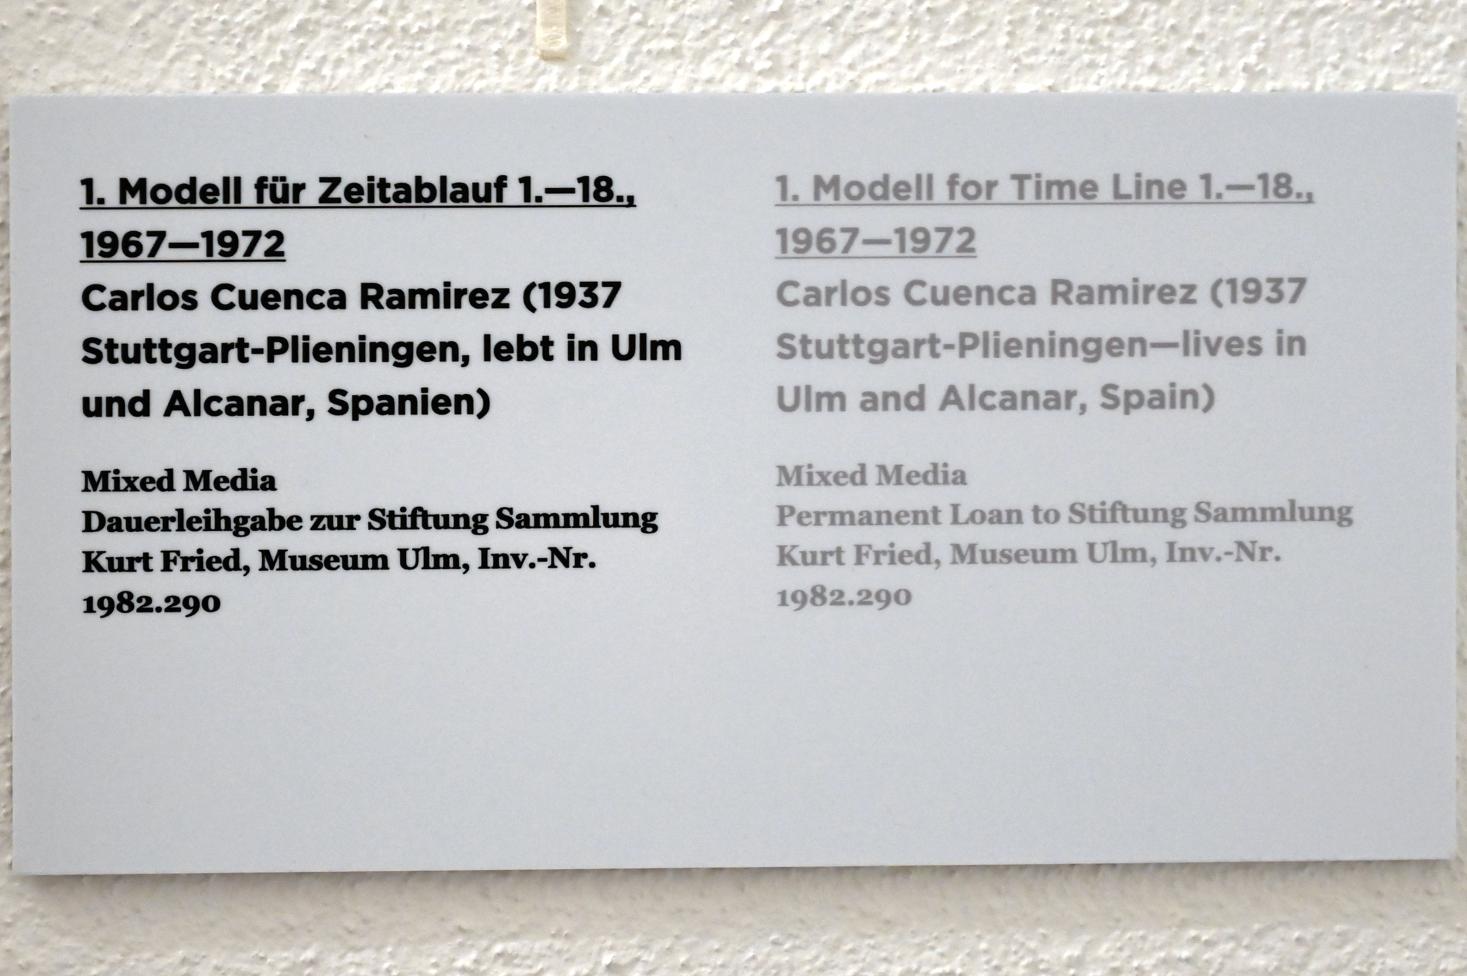 1. Modell für Zeitablauf 1.—18.,
1967—1972
Carlos Cuenca Ramirez (1937
Stuttgart-Plieningen, lebt in Ulm
und Alcanar, Spanien)
Mixed Media
Dauerleihgabe zur Stiftung Sammlung
Kurt Fried, Museum Ulm, Inv.-Nr.
1982.290
1. Modell for Time Line 1.—18.,
1967—1972
Carlos Cuenca Ramirez (1937
Stuttgart-Plieningen—lives in
Ulm and Alcanar, Spain)
Mixed Media
Permanent Loan to Stiftung Sammlung
Kurt Fried, Museum Ulm, Inv.-Nr.
1982.290